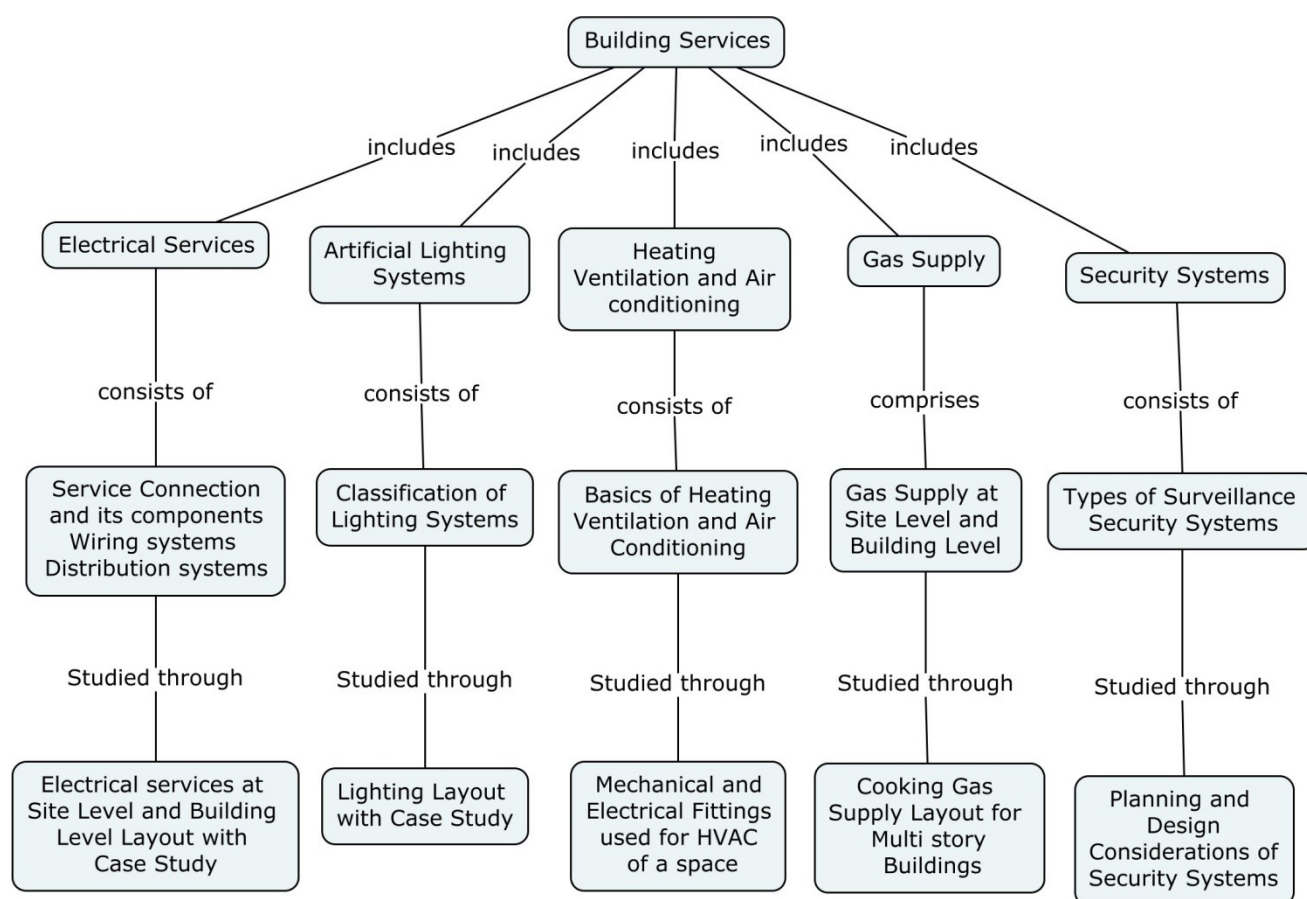 Building Services
includes
includes
includes
includes
includes
Electrical Services
Artificial Lighting
Systems
Heating
Ventilation and Air
conditioning
Gas Supply
Security Systems
consists of
consists of
consists of
comprises
consists of
Service Connection
and its components
Wiring systems
Distribution systems
Classification of
Lighting Systems
Basics of Heating
Ventilation and Air
Conditioning
Gas Supply at
Site Level and
Building Level
Types of Surveillance
Security Systems
Studied through
Studied through
Studied through
Studied through
Studied through
Electrical services at
Site Level and Building
Level Layout with
Case Study
Lighting Layout
with Case Study
Mechanical and
Electrical Fittings
used for HVAC
of a space
Cooking Gas
Supply Layout for
Multi story
Buildings
Planning and
Design
Considerations of
Security Systems